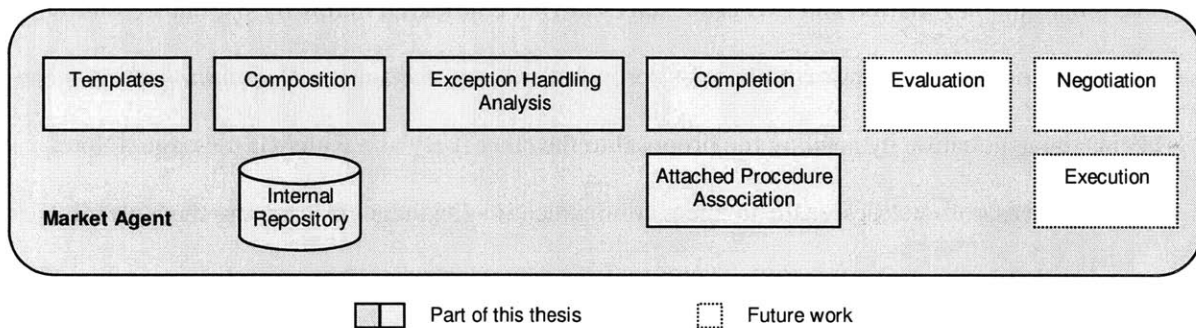 Templates
Composition
Exception Handling
Analysis
Completion
Evaluation
Negotiation
Internal
Repository
Attached Procedure
Association
Execution
Market Agent
Part of this thesis
Future work